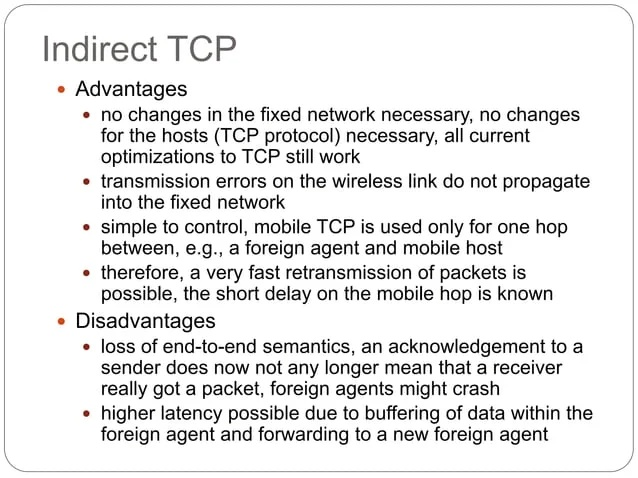 Indirect TCP
• Advantages
• no changes in the fixed network necessary, no changes
for the hosts (TCP protocol) necessary, all current
optimizations to TCP still work
• transmission errors on the wireless link do not propagate
into the fixed network
• simple to control, mobile TCP is used only for one hop
between, e.g., a foreign agent and mobile host
• therefore, a very fast retransmission of packets is
possible, the short delay on the mobile hop is known
• Disadvantages
• loss of end-to-end semantics, an acknowledgement to a
sender does now not any longer mean that a receiver
really got a packet, foreign agents might crash
• higher latency possible due to buffering of data within the
foreign agent and forwarding to a new foreign agent